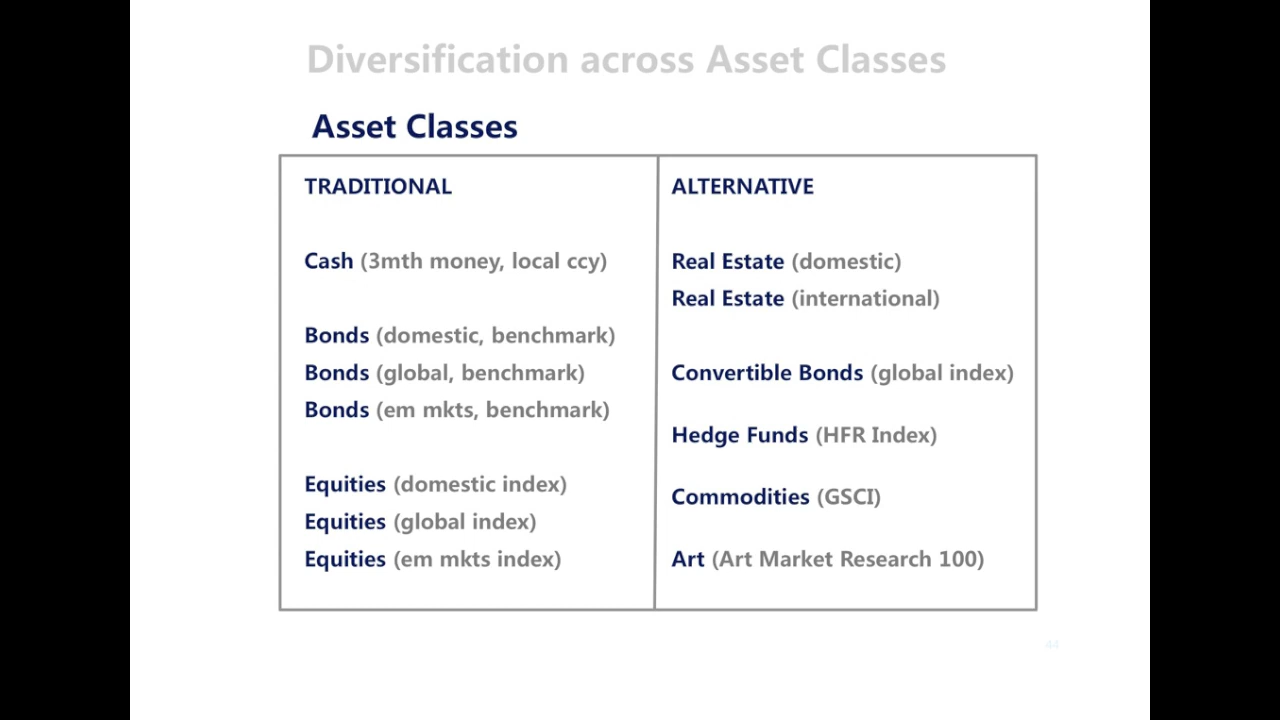 Diversification across Asset Classes
Asset Classes
TRADITIONAL
Cash (3mth money, local ccy)
Bonds (domestic, benchmark)
Bonds (global, benchmark)
Bonds (em mkts, benchmark)
Equities (domestic index)
Equities (global index)
Equities (em mkts index)
ALTERNATIVE
Real Estate (domestic)
Real Estate (international)
Convertible Bonds (global index)
Hedge Funds (HFR Index)
Commodities (GSCI)
Art (Art Market Research 100)
44